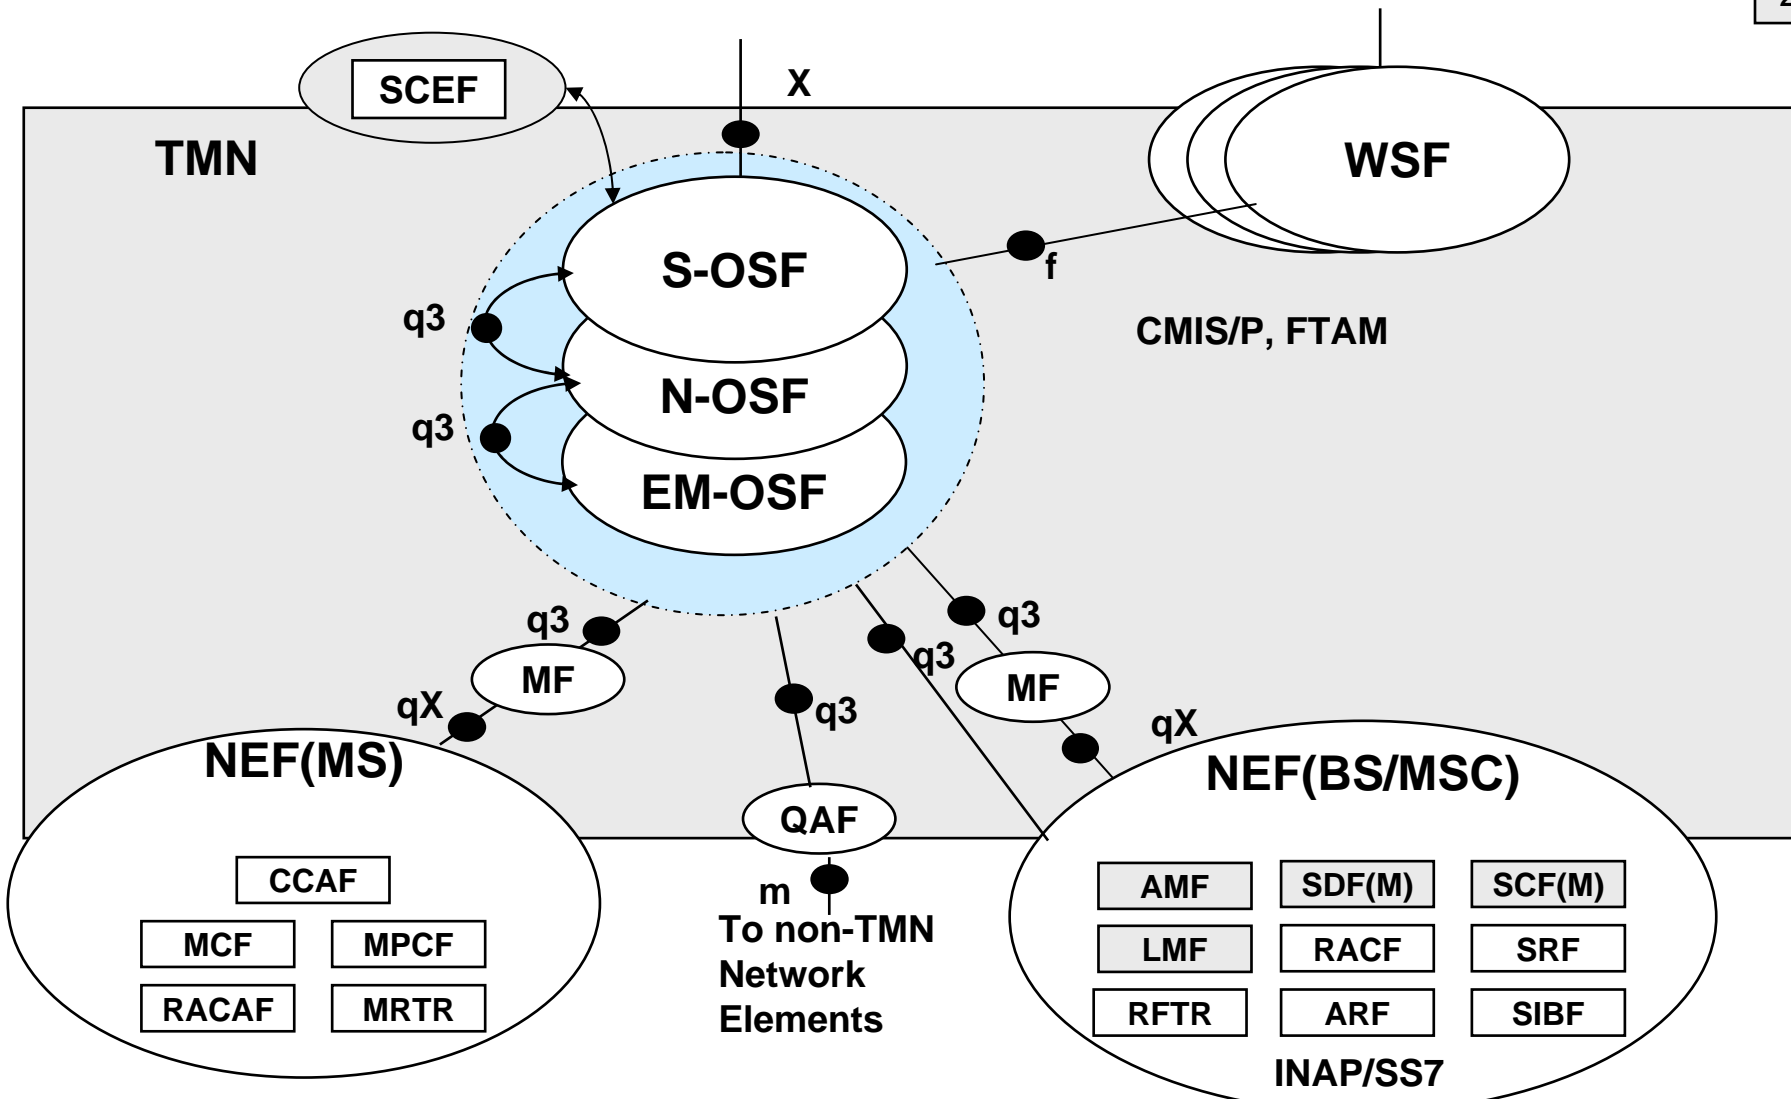 SCEF
X
TMN
WSF
S-OSF
f
q3
CMIS/P, FTAM
N-OSF
q3
EM-OSF
q3
q3
q3
MF
MF
qX
q3
qX
NEF(MS)
NEF(BS/MSC)
QAF
CCAF
AMF
SDF(M)
SCF(M)
m
To non-TMN
Network
Elements
MCF
MPCF
LMF
RACF
SRF
RACAF
MRTR
RFTR
ARF
SIBF
INAP/SS7